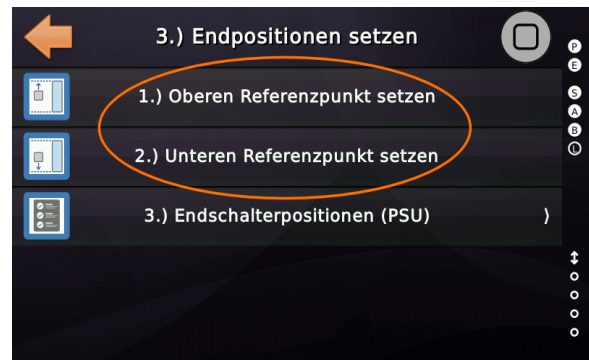 3.) Endpositionen setzen
1.) Oberen Referenzpunkt setzen
2.) Unteren Referenzpunkt setzen
3.) Endschalterpositionen (PSU) ⟩
P
E
S
A
B
L